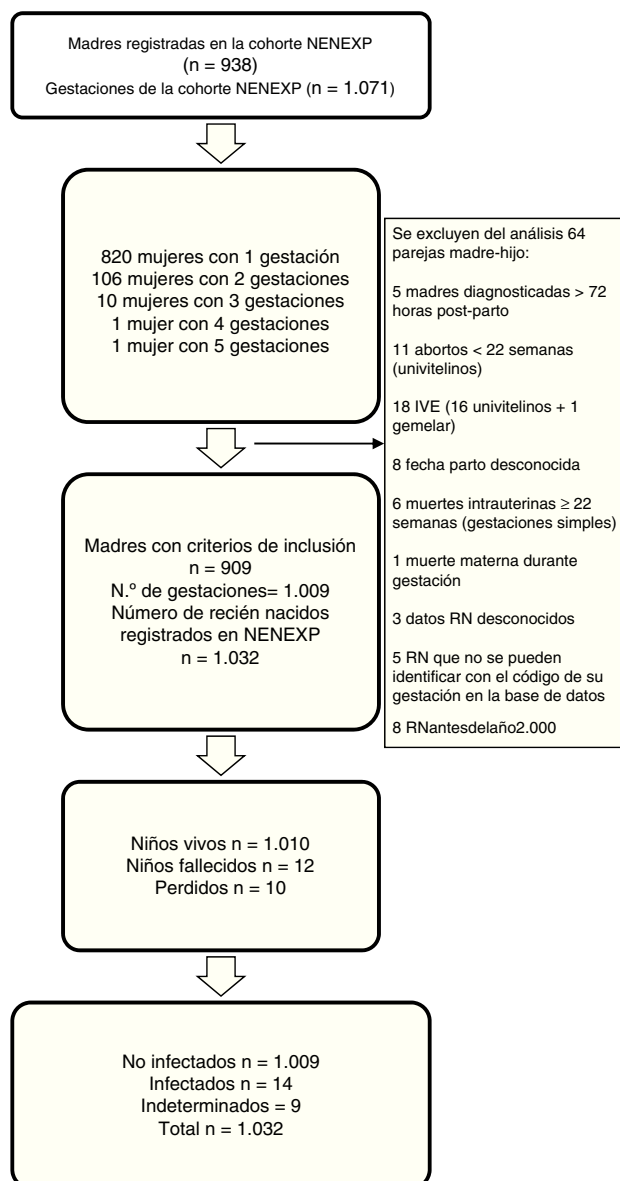 Madres registradas en la cohorte NENEXP
(n = 938)
Gestaciones de la cohorte NENEXP (n = 1.071)
820 mujeres con 1 gestación
106 mujeres con 2 gestaciones
10 mujeres con 3 gestaciones
1 mujer con 4 gestaciones
1 mujer con 5 gestaciones
Se excluyen del análisis 64
parejas madre-hijo:
5 madres diagnosticadas > 72
horas post-parto
11 abortos < 22 semanas
(univitelinos)
18 IVE (16 univitelinos + 1
gemelar)
8 fecha parto desconocida
6 muertes intrauterinas ≥ 22
semanas (gestaciones simples)
1 muerte materna durante
gestación
3 datos RN desconocidos
5 RN que no se pueden
identificar con el código de su
gestación en la base de datos
8 RNantesdelaño2.000
Madres con criterios de inclusión
n = 909
N.º de gestaciones= 1.009
Número de recién nacidos
registrados en NENEXP
n = 1.032
Niños vivos n = 1.010
Niños fallecidos n = 12
Perdidos n = 10
No infectados n = 1.009
Infectados n = 14
Indeterminados = 9
Total n = 1.032